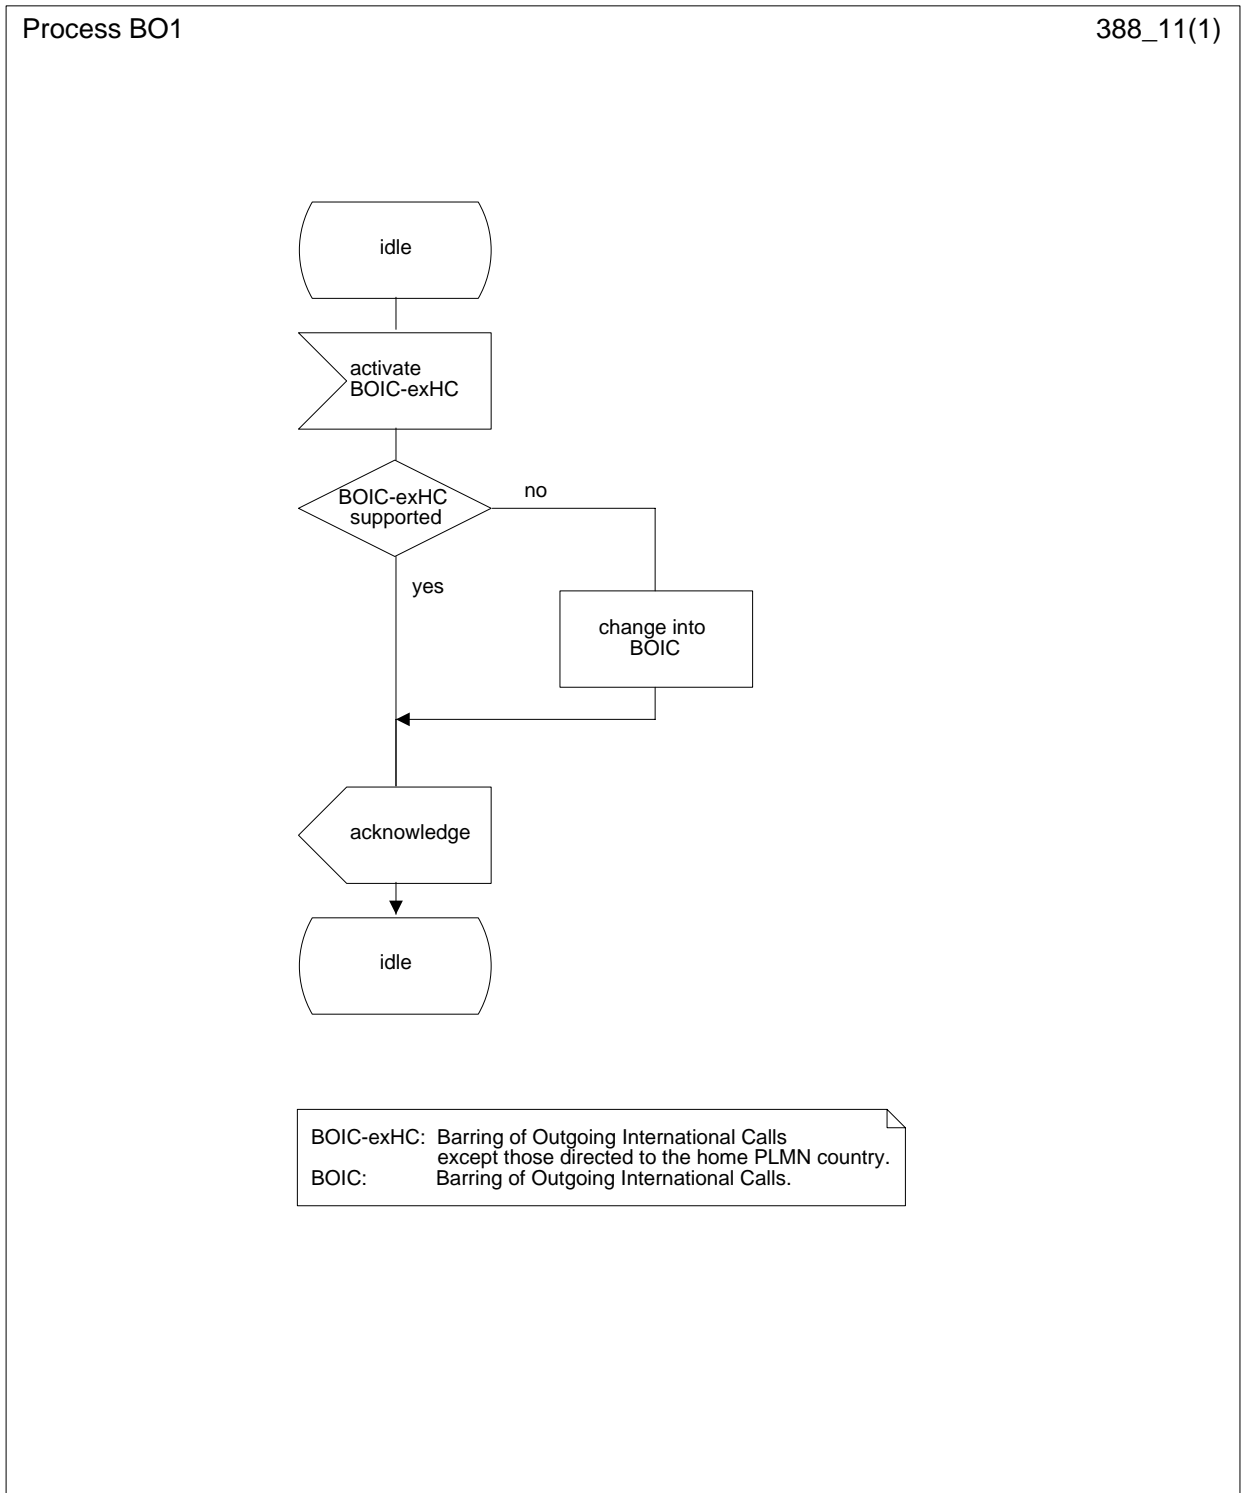 Process BO1
388_11(1)
idle
activate
BOIC-exHC
BOIC-exHC
supported
no
yes
change into
BOIC
acknowledge
idle
BOIC-exHC: Barring of Outgoing International Calls
except those directed to the home PLMN country.
BOIC: Barring of Outgoing International Calls.